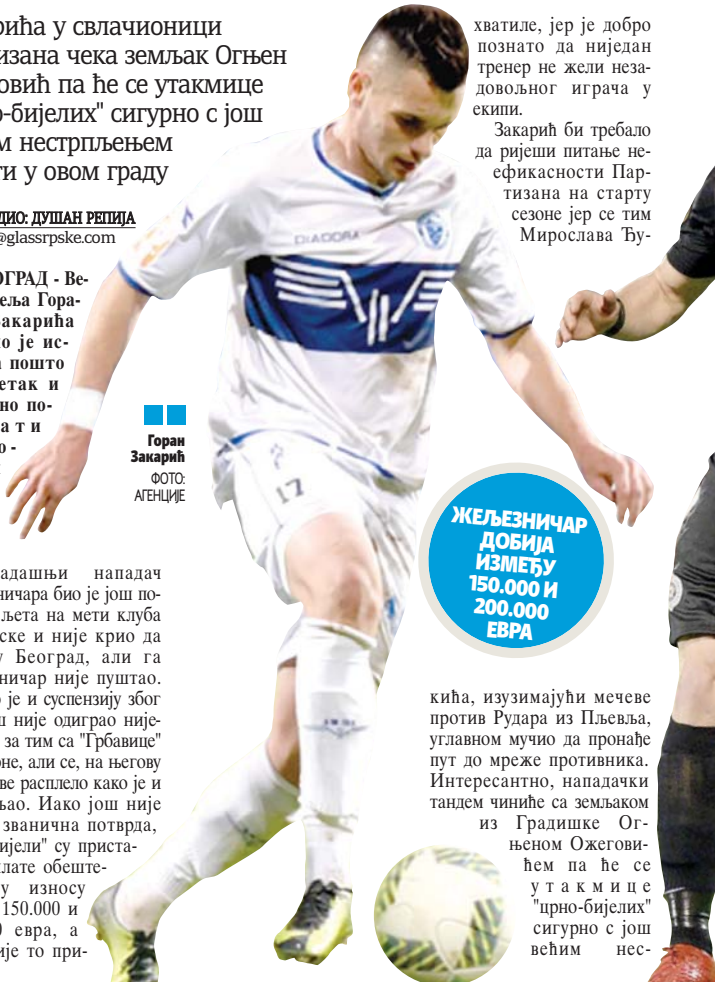 рића у свлачионици
изана чека земљак Огњен
овић па ће се утакмице
о-бијелих" сигурно с још
м нестрпљењем
ти у овом граду
ДИО: ДУШАН РЕПИЈА
@glassrpske.com
ОГРАД - Ве-
еља Гора-
Закарића
о је ис-
пошто
етак и
но по-
а т и
о -
Горан
Закарић
ФОТО:
АГЕНЦИЈЕ
адашњи нападач
ничара био је још по-
љета на мети клуба
ске и није крио да
у Београд, али га
ничар није пуштао.
о је и суспензију због
ш није одиграо није-
за тим са "Грбавице"
не, али се, на његову
ве расплело како је и
љао. Иако још није
званична потврда,
ијели" су приста-
лате обеште-
у износу
150.000 и
0 евра, а
ије то при-
DIADORA
17
ЖЕЉЕЗНИЧАР
ДОБИЈА
ИЗМЕЂУ
150.000 И
200.000
ЕВРА
хватиле, јер је добро
познато да ниједан
тренер не жели неза-
довољног играча у
екипи.
Закарић би требало
да ријеши питање не-
ефикасности Пар-
тизана на старту
сезоне јер се тим
Мирослава Ђу-
кића, изузимајући мечеве
против Рудара из Пљевља,
углавном мучио да пронађе
пут до мреже противника.
Интересантно, нападачки
тандем чиниће са земљаком
из Градишке Ог-
њеном Ожегови-
ћем па ће се
утакмице
"црно-бијелих"
сигурно с још
већим нес-